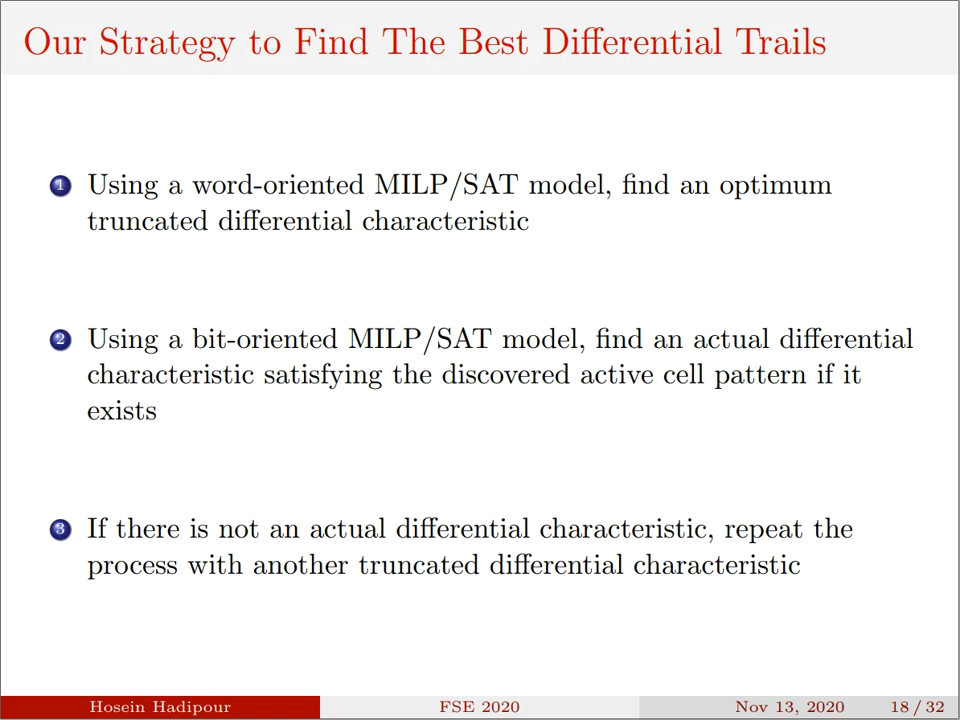 Our Strategy to Find The Best Differential Trails
1 Using a word-oriented MILP/SAT model, find an optimum
truncated differential characteristic
2 Using a bit-oriented MILP/SAT model, find an actual differential
characteristic satisfying the discovered active cell pattern if it
exists
3 If there is not an actual differential characteristic, repeat the
process with another truncated differential characteristic
Hosein Hadipour FSE 2020 Nov 13, 2020 18 / 32